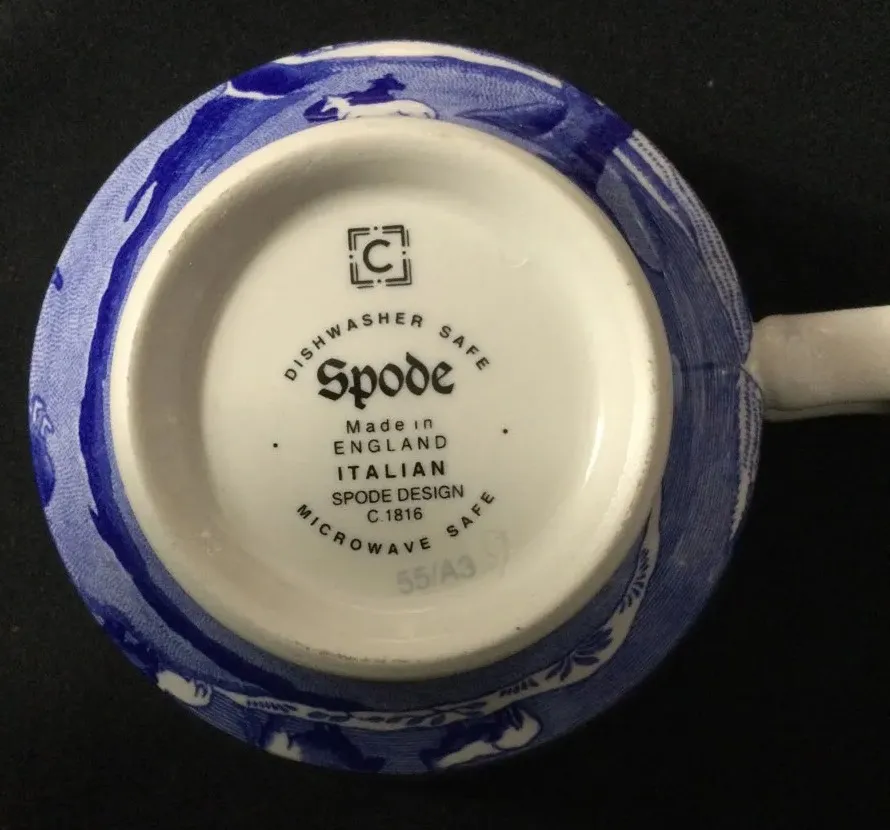 C
DISHWASHER SAFE
Spode
Made in
ENGLAND
ITALIAN
SPODE DESIGN
C.1816
MICROWAVE SAFE
55/A3